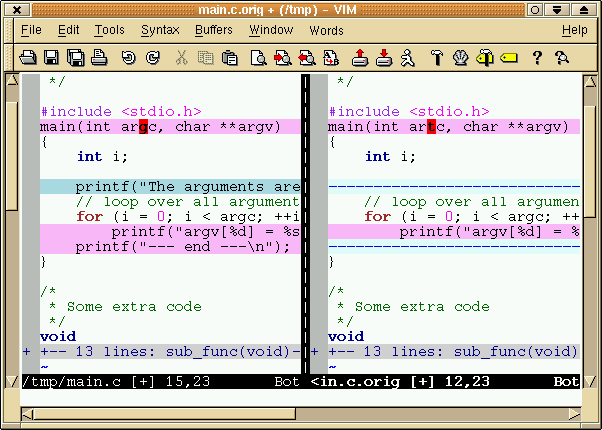 main.c.orig + (/tmp) - VIM
File Edit Tools Syntax Buffers Window Words Help
*/
#include <stdio.h>
main(int argc, char **argv)
{
int i;
printf("The arguments are
// loop over all argument
for (i = 0; i < argc; ++i
printf("argv[%d] = %s
printf("--- end ---\n");
}
/*
* Some extra code
*/
void
+ +-- 13 lines: sub_func(void)-
~
/tmp/main.c [+] 15,23 Bot
*/
#include <stdio.h>
main(int artc, char **argv)
{
int i;
// loop over all argumen
for (i = 0; i < argc; ++i
printf("argv[%d] = %
}
/*
* Some extra code
*/
void
+ +-- 13 lines: sub_func(void)
~
<in.c.orig [+] 12,23 Bot